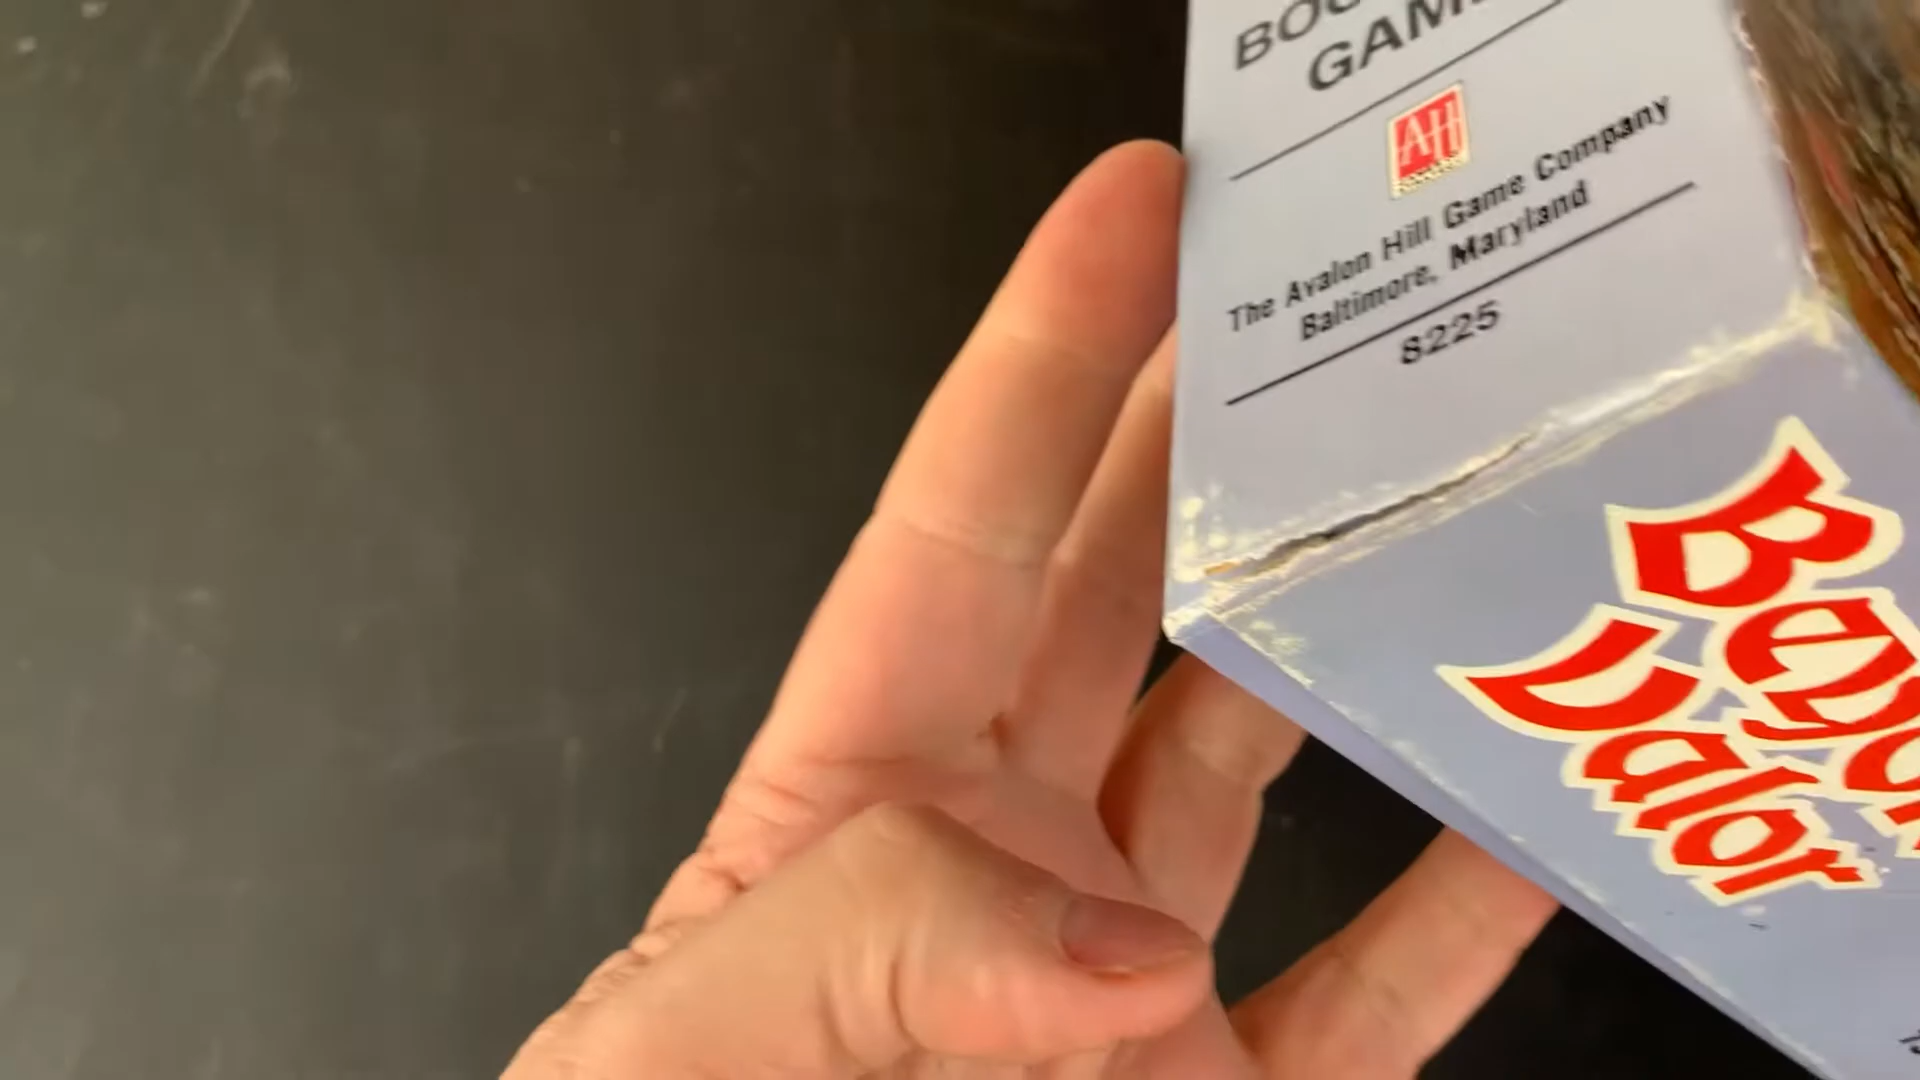 GAME
AH
The Avalon Hill Game Company
Baltimore, Maryland
8225
Valor